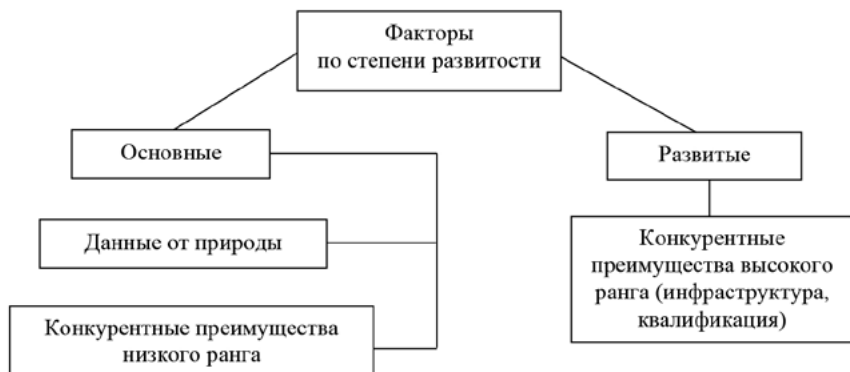 Факторы
по степени развитости
Основные
Развитые
Данные от природы
Конкурентные
преимущества высокого
ранга (инфраструктура,
квалификация)
Конкурентные преимущества
низкого ранга